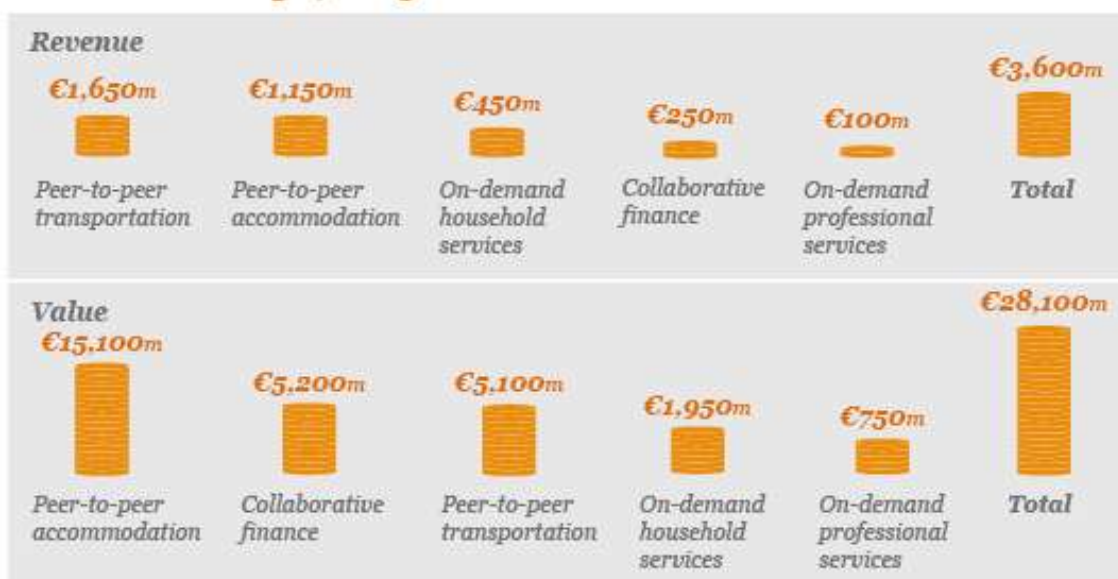 Revenue
€1,650m
€1,150m
€450m
€250m
€100m
€3,600m
Peer-to-peer
transportation
Peer-to-peer
accommodation
On-demand
household
services
Collaborative
finance
On-demand
professional
services
Total
Value
€15,100m
€5,200m
€5,100m
€1,950m
€750m
€28,100m
Peer-to-peer
accommodation
Collaborative
finance
Peer-to-peer
transportation
On-demand
household
services
On-demand
professional
services
Total